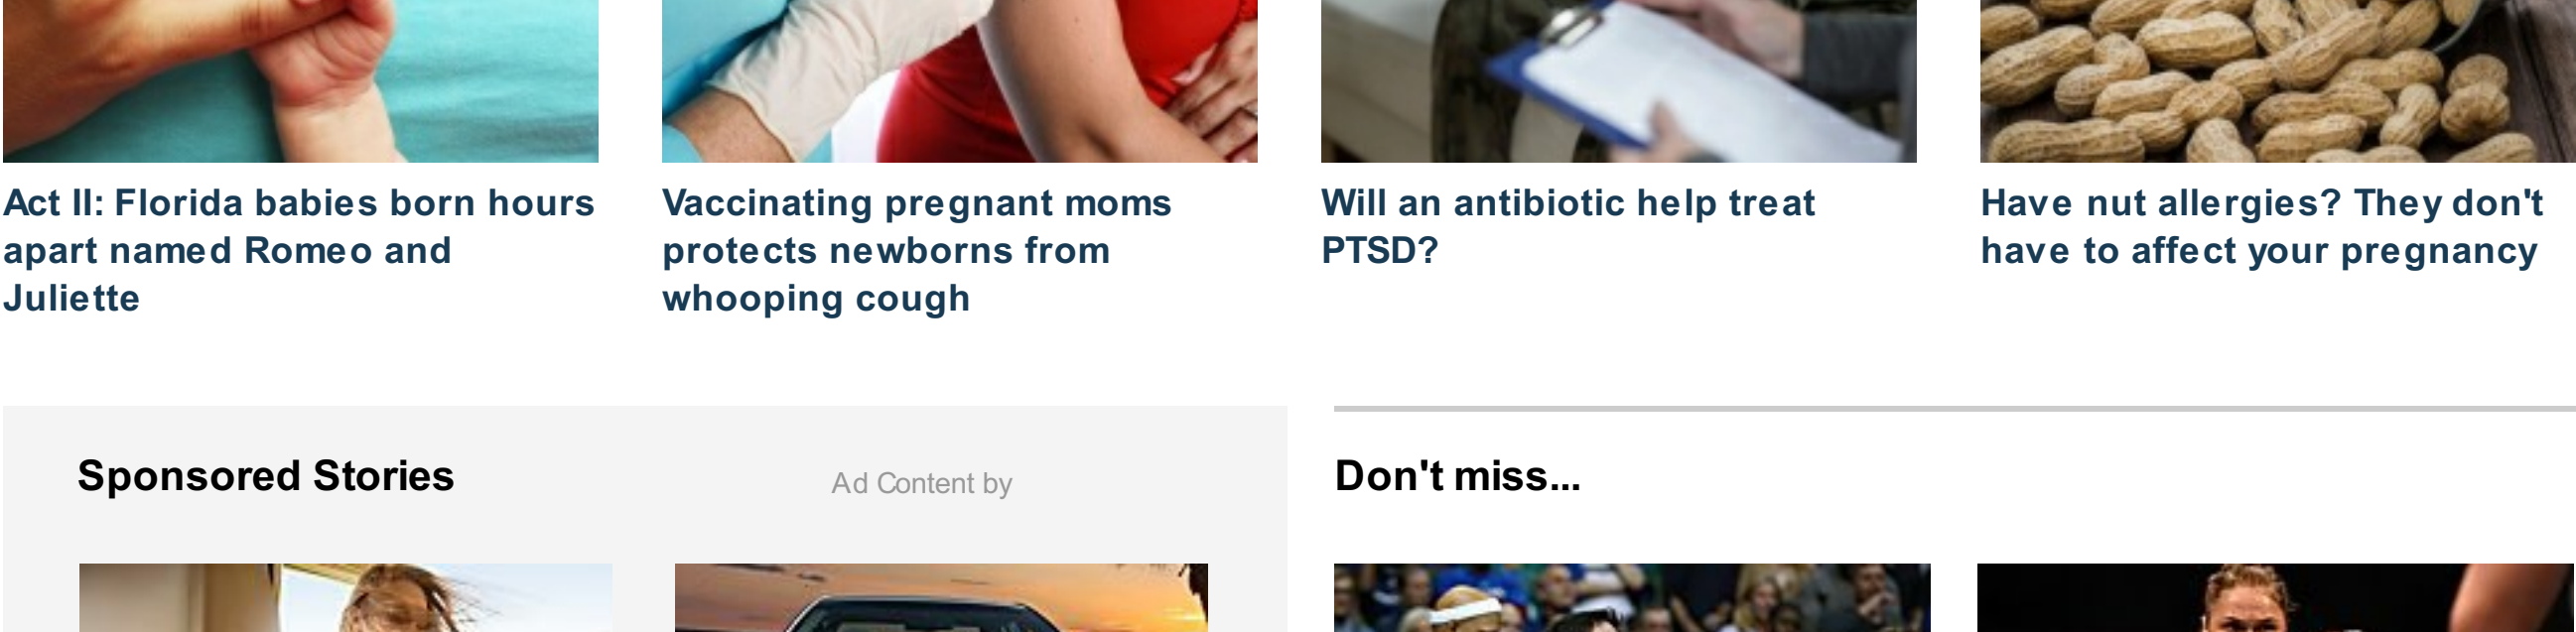 Act II: Florida babies born hours
apart named Romeo and
Juliette
Vaccinating pregnant moms
protects newborns from
whooping cough
Will an antibiotic help treat
PTSD?
Have nut allergies? They don't
have to affect your pregnancy
Sponsored Stories
Ad Content by
Don't miss...